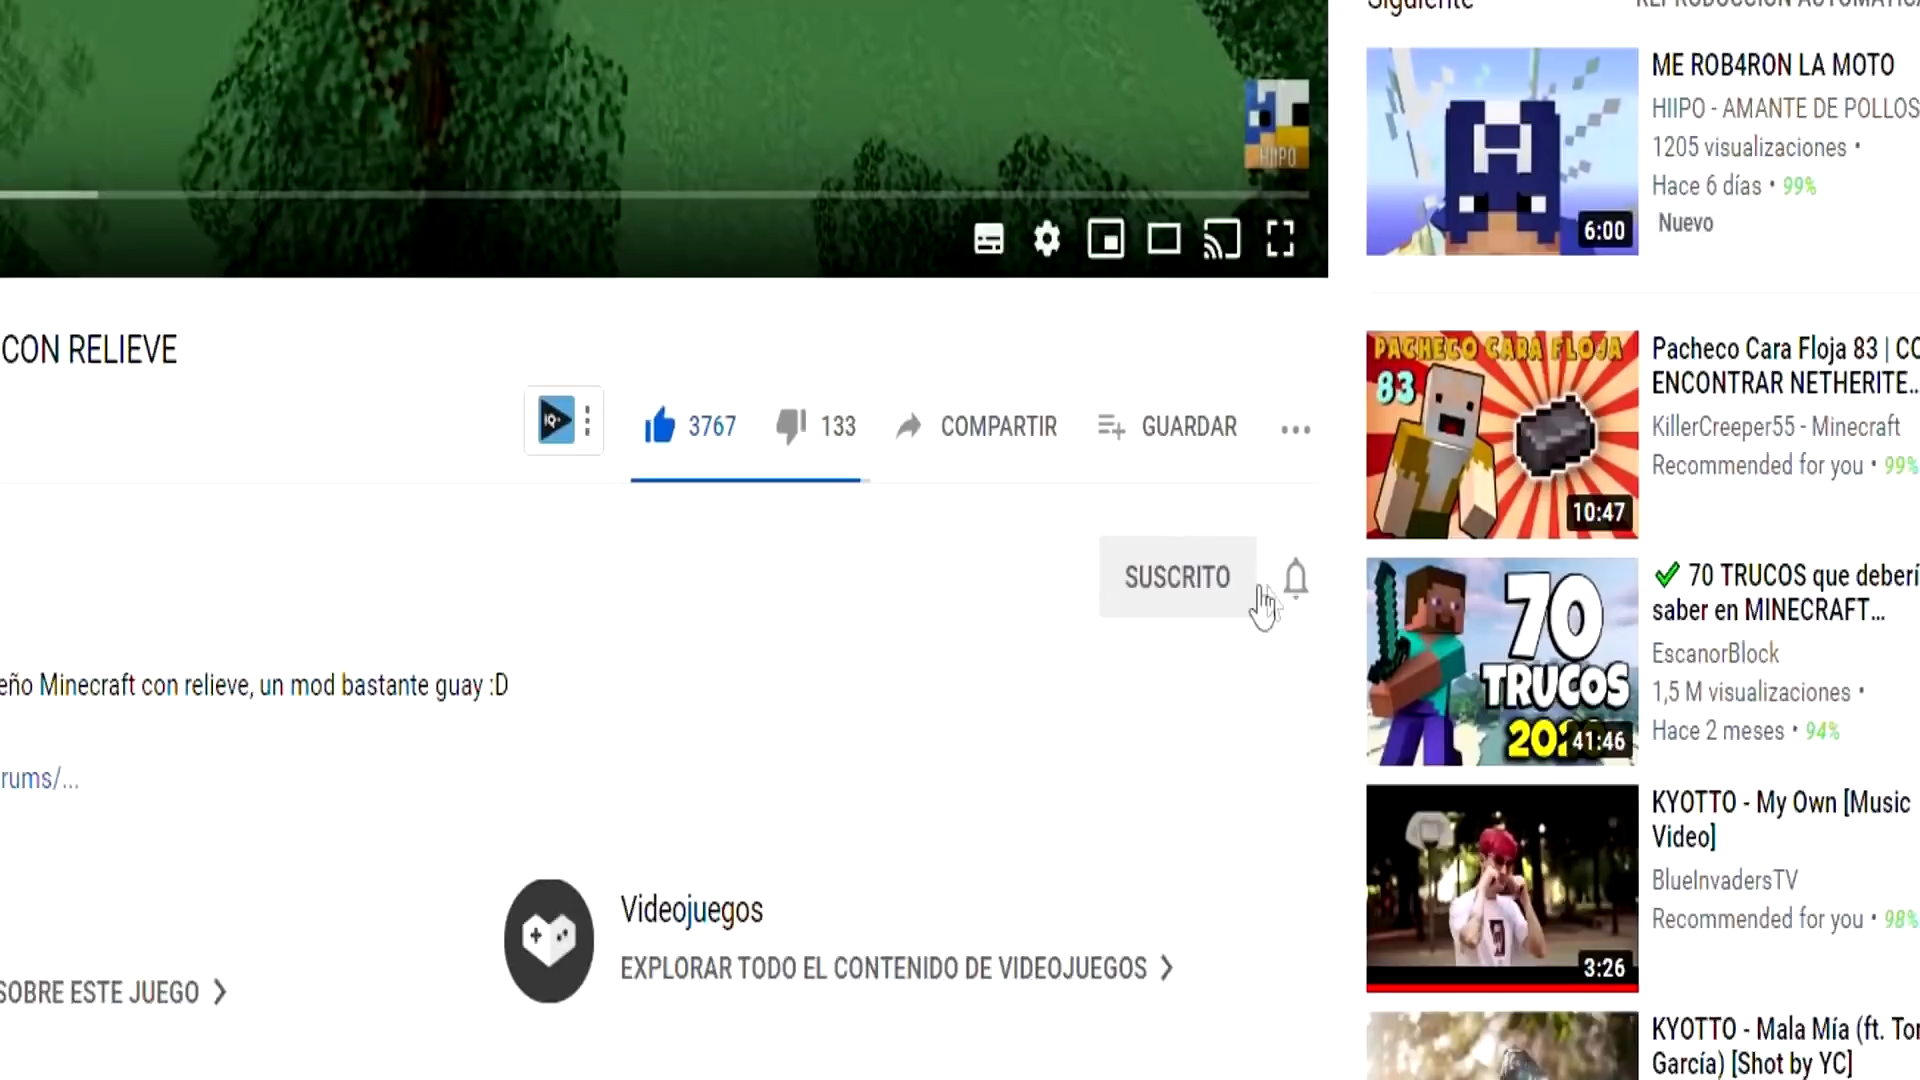 Siguiente
REPRODUCCIÓN AUTOMÁTICA
HIIPO
ME ROB4RON LA MOTO
HIIPO - AMANTE DE POLLOS
1205 visualizaciones •
Hace 6 días • 99%
Nuevo
6:00
CON RELIEVE
IQ
3767
133
COMPARTIR
GUARDAR
PACHECO CARA FLOJA
83
10:47
Pacheco Cara Floja 83 | CO
ENCONTRAR NETHERITE...
KillerCreeper55 - Minecraft
Recommended for you • 99%
SUSCRITO
70
TRUCOS
202
41:46
70 TRUCOS que deberí
saber en MINECRAFT...
EscanorBlock
1,5 M visualizaciones •
Hace 2 meses • 94%
eño Minecraft con relieve, un mod bastante guay :D
rums/...
3:26
KYOTTO - My Own [Music
Video]
BlueInvadersTV
Recommended for you • 98%
Videojuegos
EXPLORAR TODO EL CONTENIDO DE VIDEOJUEGOS
SOBRE ESTE JUEGO
KYOTTO - Mala Mía (ft. Tor
García) [Shot by YC]